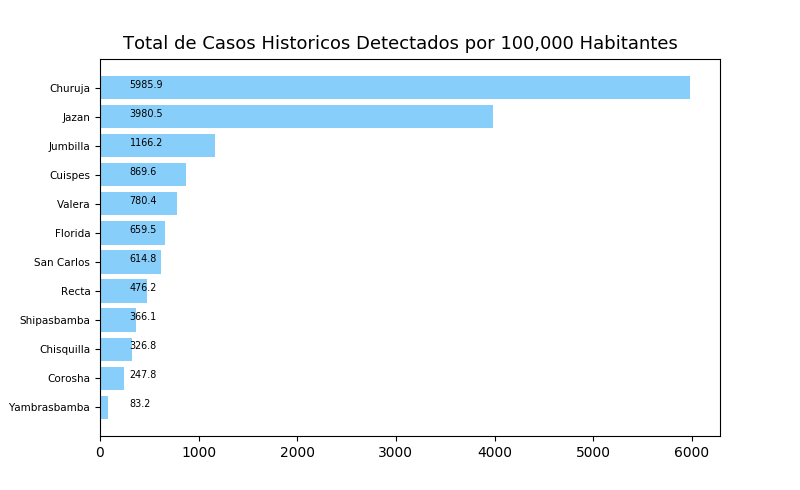 Total de Casos Historicos Detectados por 100,000 Habitantes
Churuja 5985.9
Jazan 3980.5
Jumbilla 1166.2
Cuispes 869.6
Valera 780.4
Florida 659.5
San Carlos 614.8
Recta 476.2
Shipasbamba 366.1
Chisquilla 326.8
Corosha 247.8
Yambrasbamba 83.2
0 1000 2000 3000 4000 5000 6000